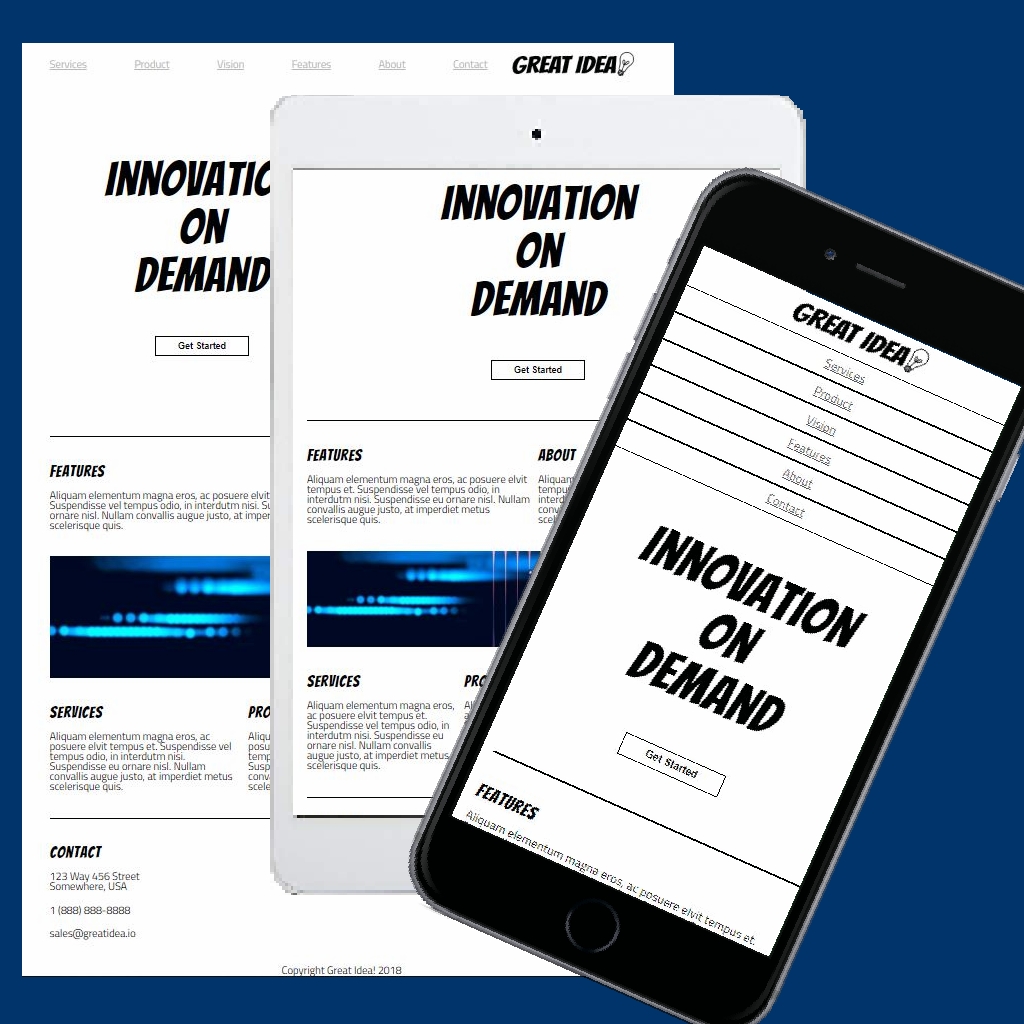 Services Product Vision Features About Contact GREAT IDEA
INNOVATIO
ON
DEMAND
Get Started
FEATURES
Aliquam elementum magna eros, ac posuere elvit
Suspendisse vel tempus odio, in interdutm nisi. Su
ornare nisl. Nullam convallis augue justo, at imper
scelerisque quis.
SERVICES
Aliquam elementum magna eros, ac
posuere elvit tempus et. Suspendisse vel
tempus odio, in interdutm nisi.
Suspendisse eu ornare nisl. Nullam
convallis augue justo, at imperdiet metus
scelerisque quis.
PRO
Aliqu
posu
temp
Susp
conva
scele
CONTACT
123 Way 456 Street
Somewhere, USA
1 (888) 888-8888
sales@greatidea.io
Copyright Great Idea! 2018
INNOVATION
ON
DEMAND
Get Started
FEATURES
Aliquam elementum magna eros, ac posuere elvit
tempus et. Suspendisse vel tempus odio, in
interdutm nisi. Suspendisse eu ornare nisl. Nullam
convallis augue justo, at imperdiet metus
scelerisque quis.
ABOUT
SERVICES
Aliquam elementum magna eros,
ac posuere elvit tempus et.
Suspendisse vel tempus odio, in
interdutm nisi. Suspendisse eu
ornare nisl. Nullam convallis
augue justo, at imperdiet metus
scelerisque quis.
GREAT IDEA
Services
Product
Vision
Features
About
Contact
INNOVATION
ON
DEMAND
Get Started
FEATURES
Aliquam elementum magna eros, ac posuere elvit tempus et.